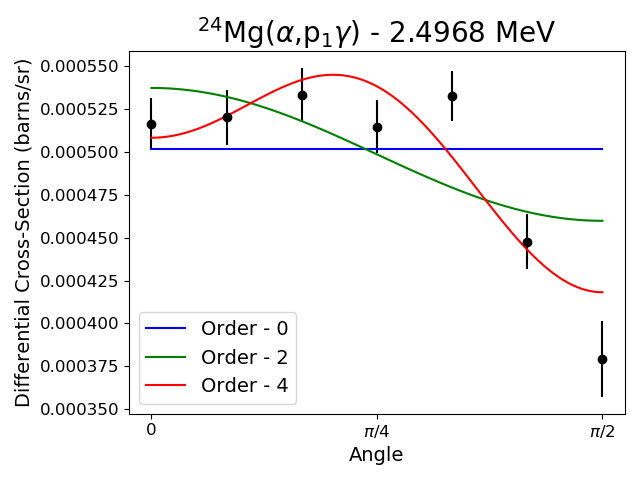 ²⁴Mg(α,p₁γ) - 2.4968 MeV
Differential Cross-Section (barns/sr)
0.000550
0.000525
0.000500
0.000475
0.000450
0.000425
0.000400
0.000375
0.000350
Order - 0
Order - 2
Order - 4
0 π/4 π/2
Angle